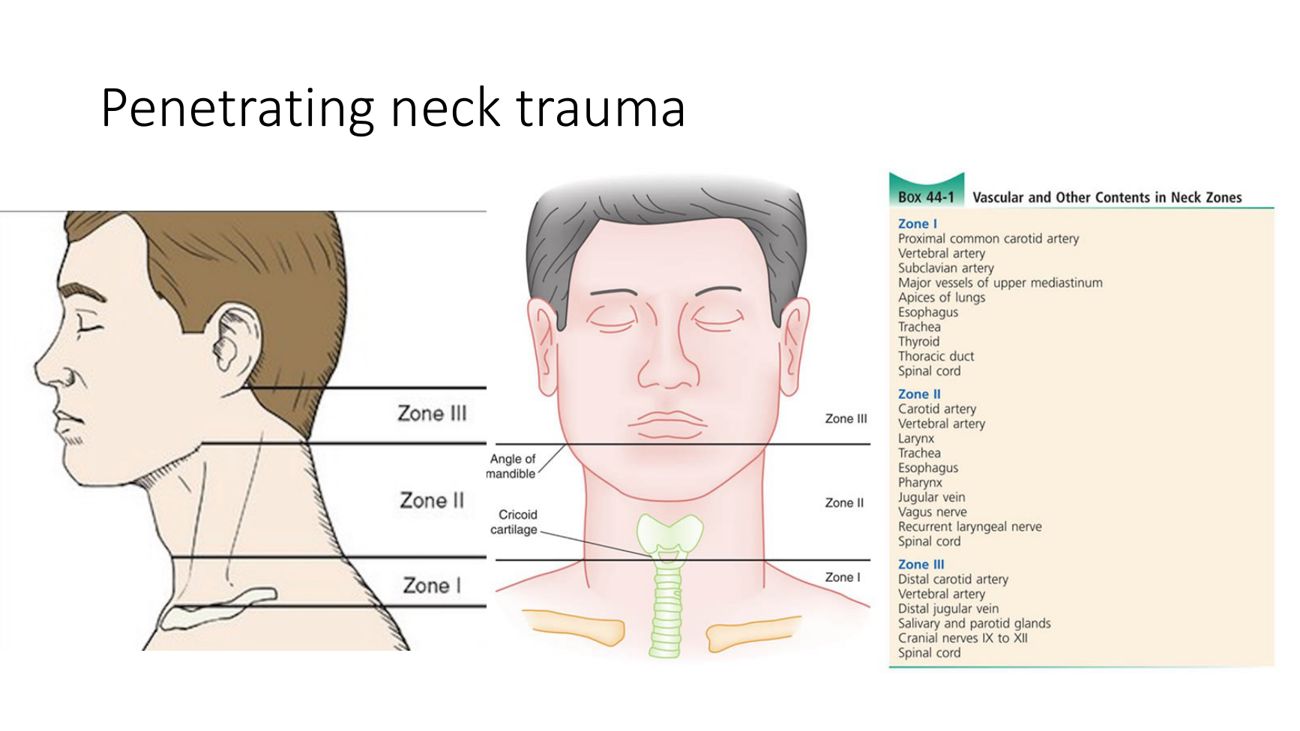 Penetrating neck trauma
Zone III
Zone II
Zone I
Angle of
mandible
Cricoid
cartilage
Zone III
Zone II
Zone I
Box 44-1 Vascular and Other Contents in Neck Zones
Zone I
Proximal common carotid artery
Vertebral artery
Subclavian artery
Major vessels of upper mediastinum
Apices of lungs
Esophagus
Trachea
Thyroid
Thoracic duct
Spinal cord
Zone II
Carotid artery
Vertebral artery
Larynx
Trachea
Esophagus
Pharynx
Jugular vein
Vagus nerve
Recurrent laryngeal nerve
Spinal cord
Zone III
Distal carotid artery
Vertebral artery
Distal jugular vein
Salivary and parotid glands
Cranial nerves IX to XII
Spinal cord